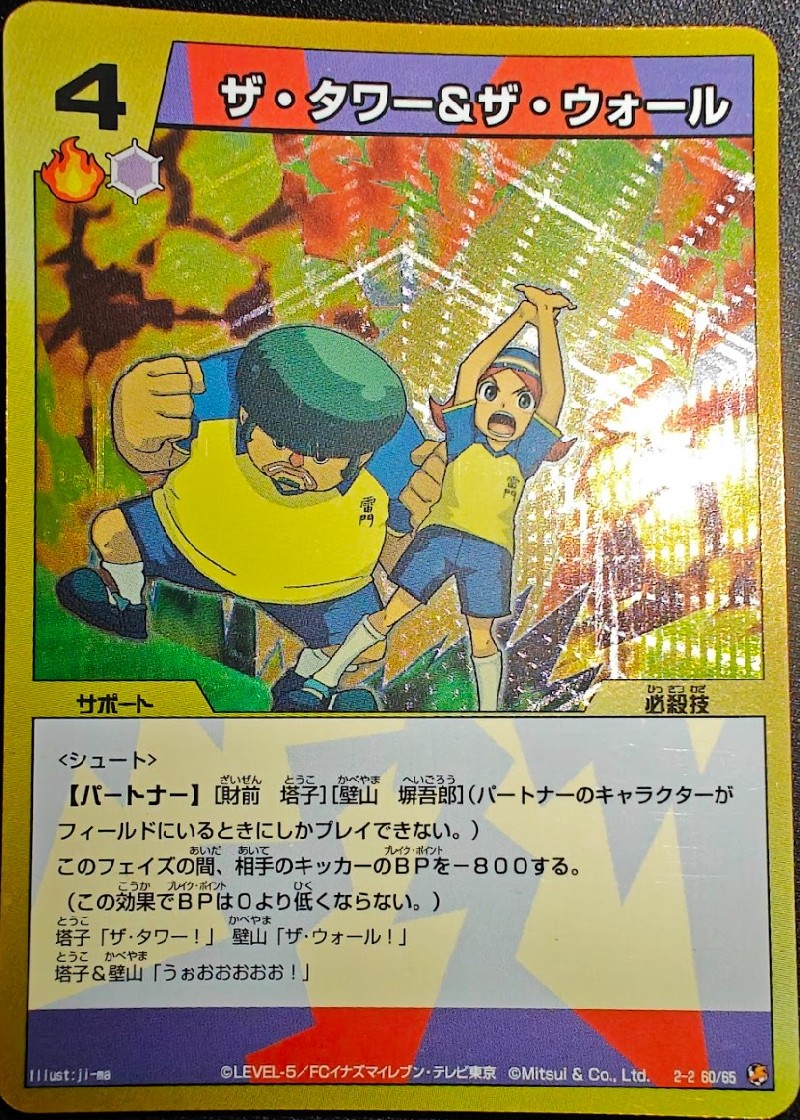 4
ザ・タワー&ザ・ウォール
雷門
雷門
サポート
必殺技
ひっさつわざ
<シュート>
【パートナー】[財前　塔子][壁山　塀吾郎](パートナーのキャラクターが
ざいぜん　とうこ　かべやま　へいごろう
フィールドにいるときにしかプレイできない。)
このフェイズの間、相手のキッカーのBPを-800する。
あいだ　あいて　ブレイク・ポイント
(この効果でBPは0より低くならない。)
こうか　ブレイク・ポイント　ひく
塔子「ザ・タワー!」 壁山「ザ・ウォール!」
とうこ　かべやま
塔子&壁山「うぉおおおおお!」
とうこ　かべやま
Illust:ji-ma
©LEVEL-5/FCイナズマイレブン・テレビ東京 ©Mitsui & Co., Ltd. 2-2 60/65